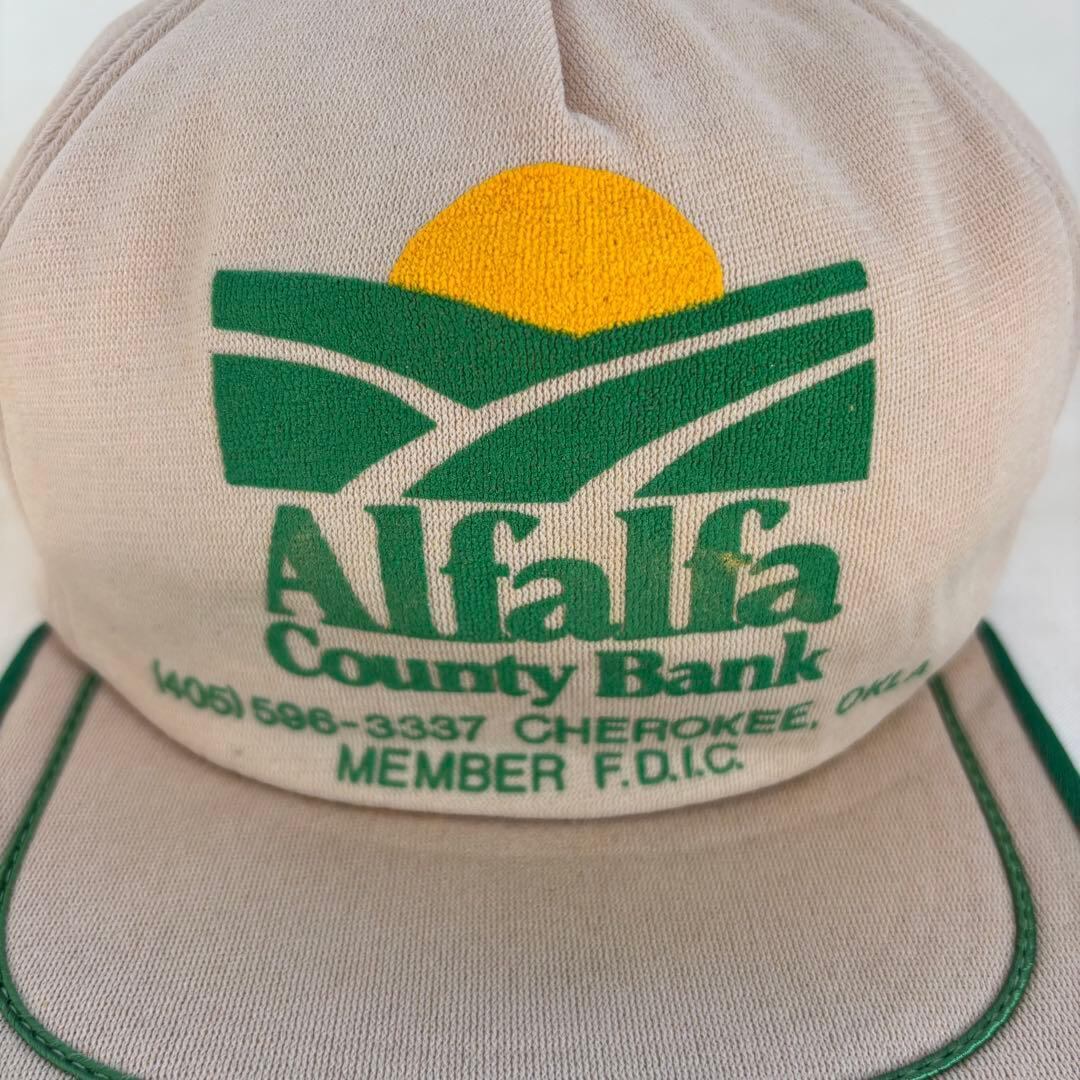 Alfalfa
County Bank
(405) 596-3337 CHEROKEE, OKLA
MEMBER F.D.I.C.